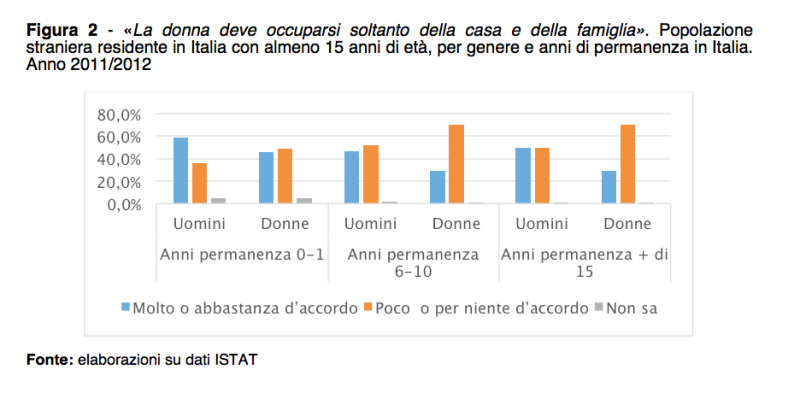 Figura 2 - «La donna deve occuparsi soltanto della casa e della famiglia». Popolazione
straniera residente in Italia con almeno 15 anni di età, per genere e anni di permanenza in Italia.
Anno 2011/2012
80,0%
60,0%
40,0%
20,0%
0,0%
Uomini Donne Uomini Donne Uomini Donne
Anni permanenza 0-1 Anni permanenza Anni permanenza + di
6-10 15
Molto o abbastanza d'accordo Poco o per niente d'accordo Non sa
Fonte: elaborazioni su dati ISTAT